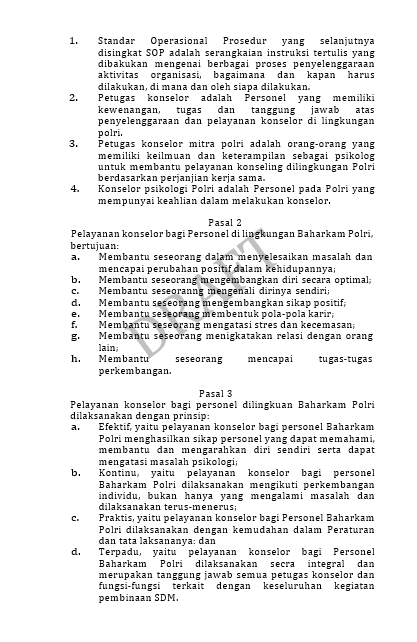 1. Standar Operasional Prosedur yang selanjutnya
disingkat SOP adalah serangkaian instruksi tertulis yang
dibakukan mengenai berbagai proses penyelenggaraan
aktivitas organisasi, bagaimana dan kapan harus
dilakukan, di mana dan oleh siapa dilakukan.
2. Petugas konselor adalah Personel yang memiliki
kewenangan, tugas dan tanggung jawab atas
penyelenggaraan dan pelayanan konselor di lingkungan
polri.
3. Petugas konselor mitra polri adalah orang-orang yang
memiliki keilmuan dan keterampilan sebagai psikolog
untuk membantu pelayanan konseling dilingkungan Polri
berdasarkan perjanjian kerja sama.
4. Konselor psikologi Polri adalah Personel pada Polri yang
mempunyai keahlian dalam melakukan konselor.
Pasal 2
Pelayanan konselor bagi Personel di lingkungan Baharkam Polri,
bertujuan:
a. Membantu seseorang dalam menyelesaikan masalah dan
mencapai perubahan positif dalam kehidupannya;
b. Membantu seseorang mengembangkan diri secara optimal;
c. Membantu seseoranng mengenali dirinya sendiri;
d. Membantu seseorang mengembangkan sikap positif;
e. Membantu seseorang membentuk pola-pola karir;
f. Membantu seseorang mengatasi stres dan kecemasan;
g. Membantu seseorang menigkatakan relasi dengan orang
lain;
h. Membantu seseorang mencapai tugas-tugas
perkembangan.
DRAFT
Pasal 3
Pelayanan konselor bagi personel dilingkuan Baharkam Polri
dilaksanakan dengan prinsip:
a. Efektif, yaitu pelayanan konselor bagi personel Baharkam
Polri menghasilkan sikap personel yang dapat memahami,
membantu dan mengarahkan diri sendiri serta dapat
mengatasi masalah psikologi;
b. Kontinu, yaitu pelayanan konselor bagi personel
Baharkam Polri dilaksanakan mengikuti perkembangan
individu, bukan hanya yang mengalami masalah dan
dilaksanakan terus-menerus;
c. Praktis, yaitu pelayanan konselor bagi Personel Baharkam
Polri dilaksanakan dengan kemudahan dalam Peraturan
dan tata laksananya: dan
d. Terpadu, yaitu pelayanan konselor bagi Personel
Baharkam Polri dilaksanakan secra integral dan
merupakan tanggung jawab semua petugas konselor dan
fungsi-fungsi terkait dengan keseluruhan kegiatan
pembinaan SDM.